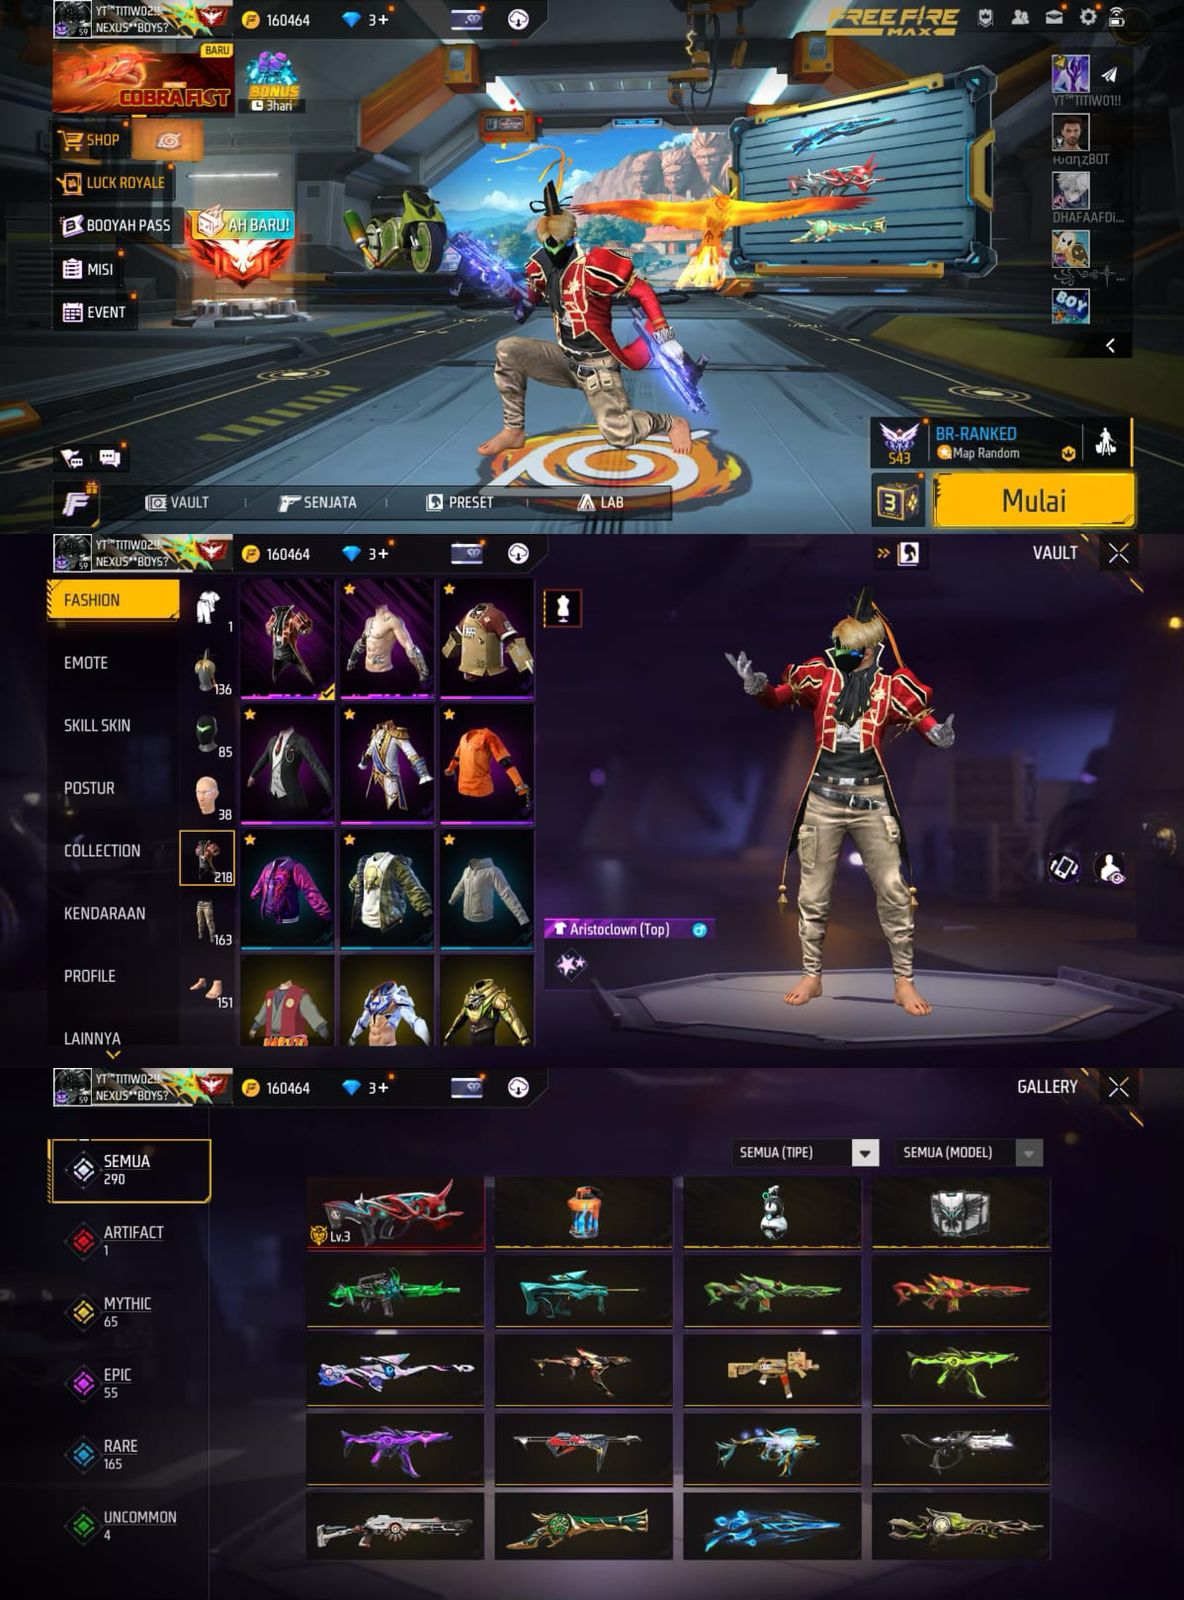 YT™TITIW02!!
NEXUS**BOYS?
59
160464
3+
FREE FIRE
MAX
BARU
COBRA FIST
BONUS
3hari
SHOP
LUCK ROYALE
BOOYAH PASS
AH BARU!
MISI
EVENT
YT™TITIW01!!
DHAFAAFDi...
BOY
BR-RANKED
Map Random
543
3
Mulai
VAULT
SENJATA
PRESET
LAB
YT™TITIW02!!
NEXUS**BOYS?
59
160464
3+
VAULT
FASHION
EMOTE
SKILL SKIN
POSTUR
COLLECTION
KENDARAAN
PROFILE
LAINNYA
1
136
85
38
218
163
151
Aristoclown (Top)
YT™TITIW02!!
NEXUS**BOYS?
59
160464
3+
GALLERY
SEMUA
290
ARTIFACT
1
MYTHIC
65
EPIC
55
RARE
165
UNCOMMON
4
SEMUA (TIPE)
SEMUA (MODEL)
Lv.3